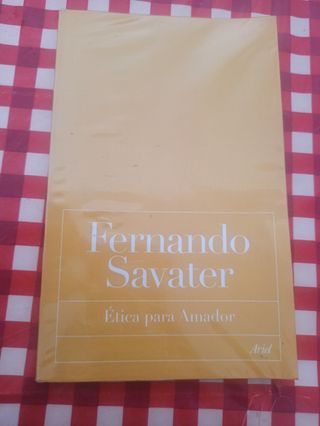 Fernando
Savater
Ética para Amador
Ariel